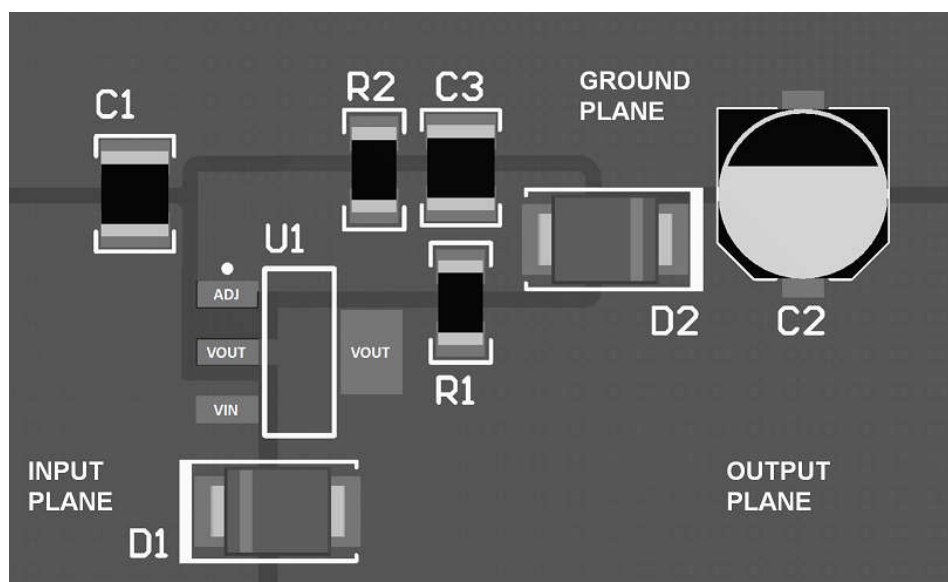 C1
R2
C3
GROUND
PLANE
U1
ADJ
VOUT
VOUT
VIN
D2
C2
R1
INPUT
PLANE
OUTPUT
PLANE
D1